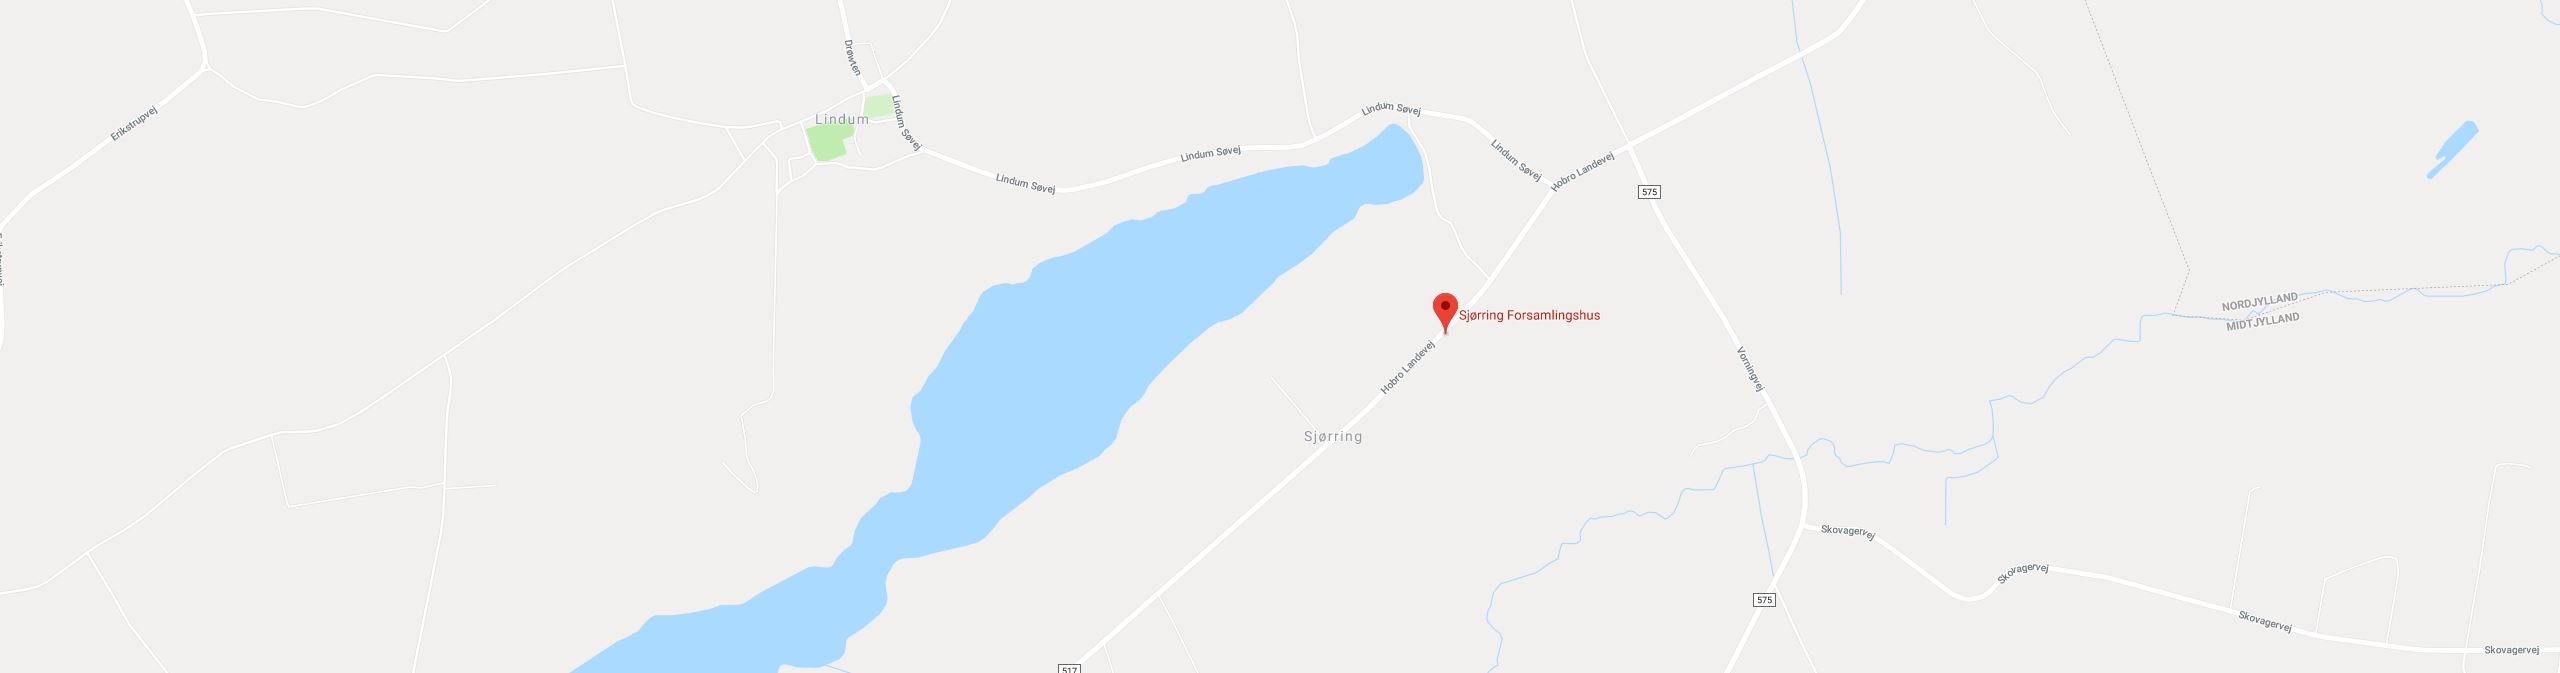 Drøwten
Lindum Søvej
Lindum Søvej
Erikstrupvej
Lindum
Lindum Søvej
Lindum Søvej
Lindum Søvej
Hobro Landevej
575
NORDJYLLAND
Sjørring Forsamlingshus
MIDTJYLLAND
Hobro Landevej
Vorningvej
Sjørring
Skovagervej
Skovagervej
575
Skovagervej
Skovagervej
517